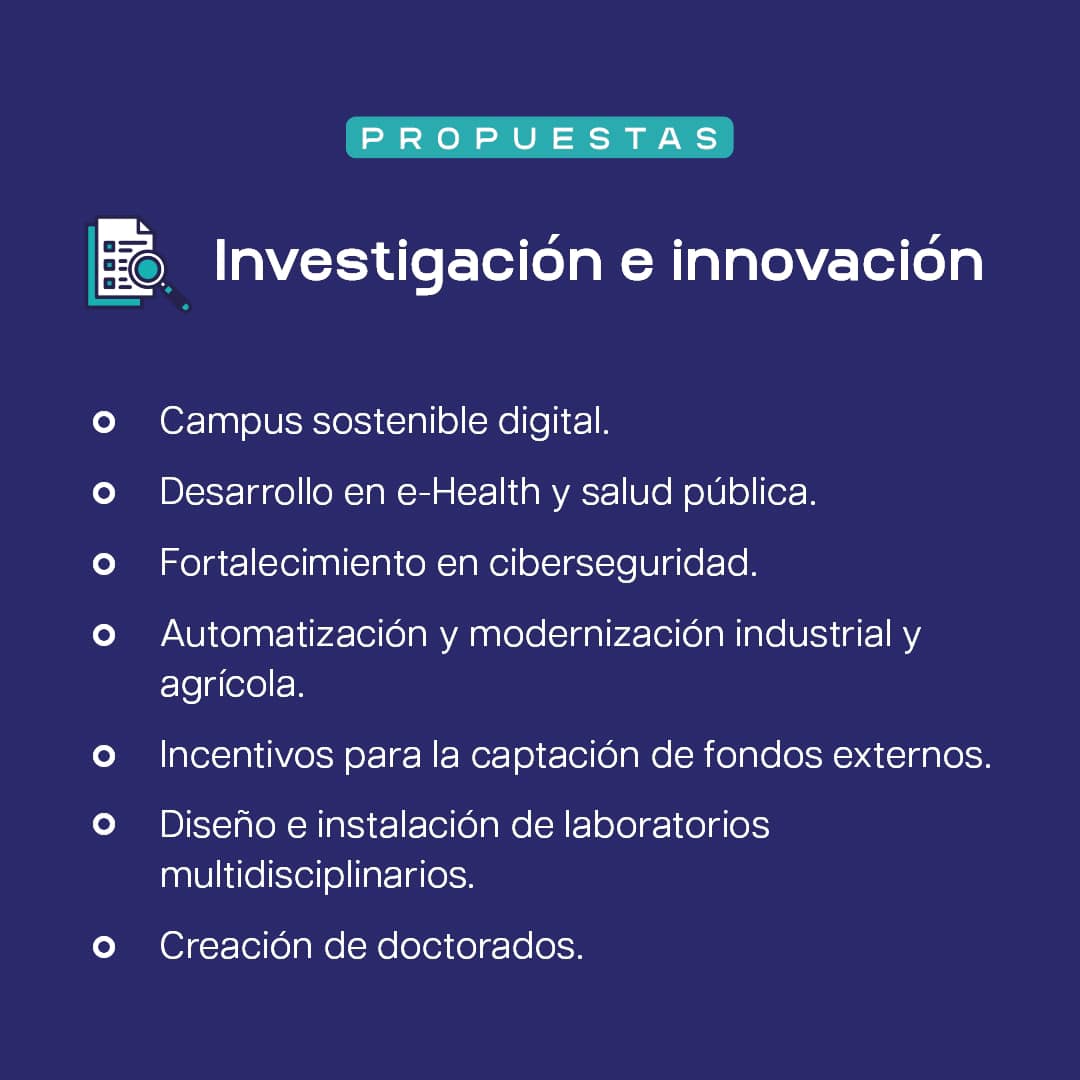 PROPUESTAS
Investigación e innovación
Campus sostenible digital.
Desarrollo en e-Health y salud pública.
Fortalecimiento en ciberseguridad.
Automatización y modernización industrial y
agrícola.
Incentivos para la captación de fondos externos.
Diseño e instalación de laboratorios
multidisciplinarios.
Creación de doctorados.